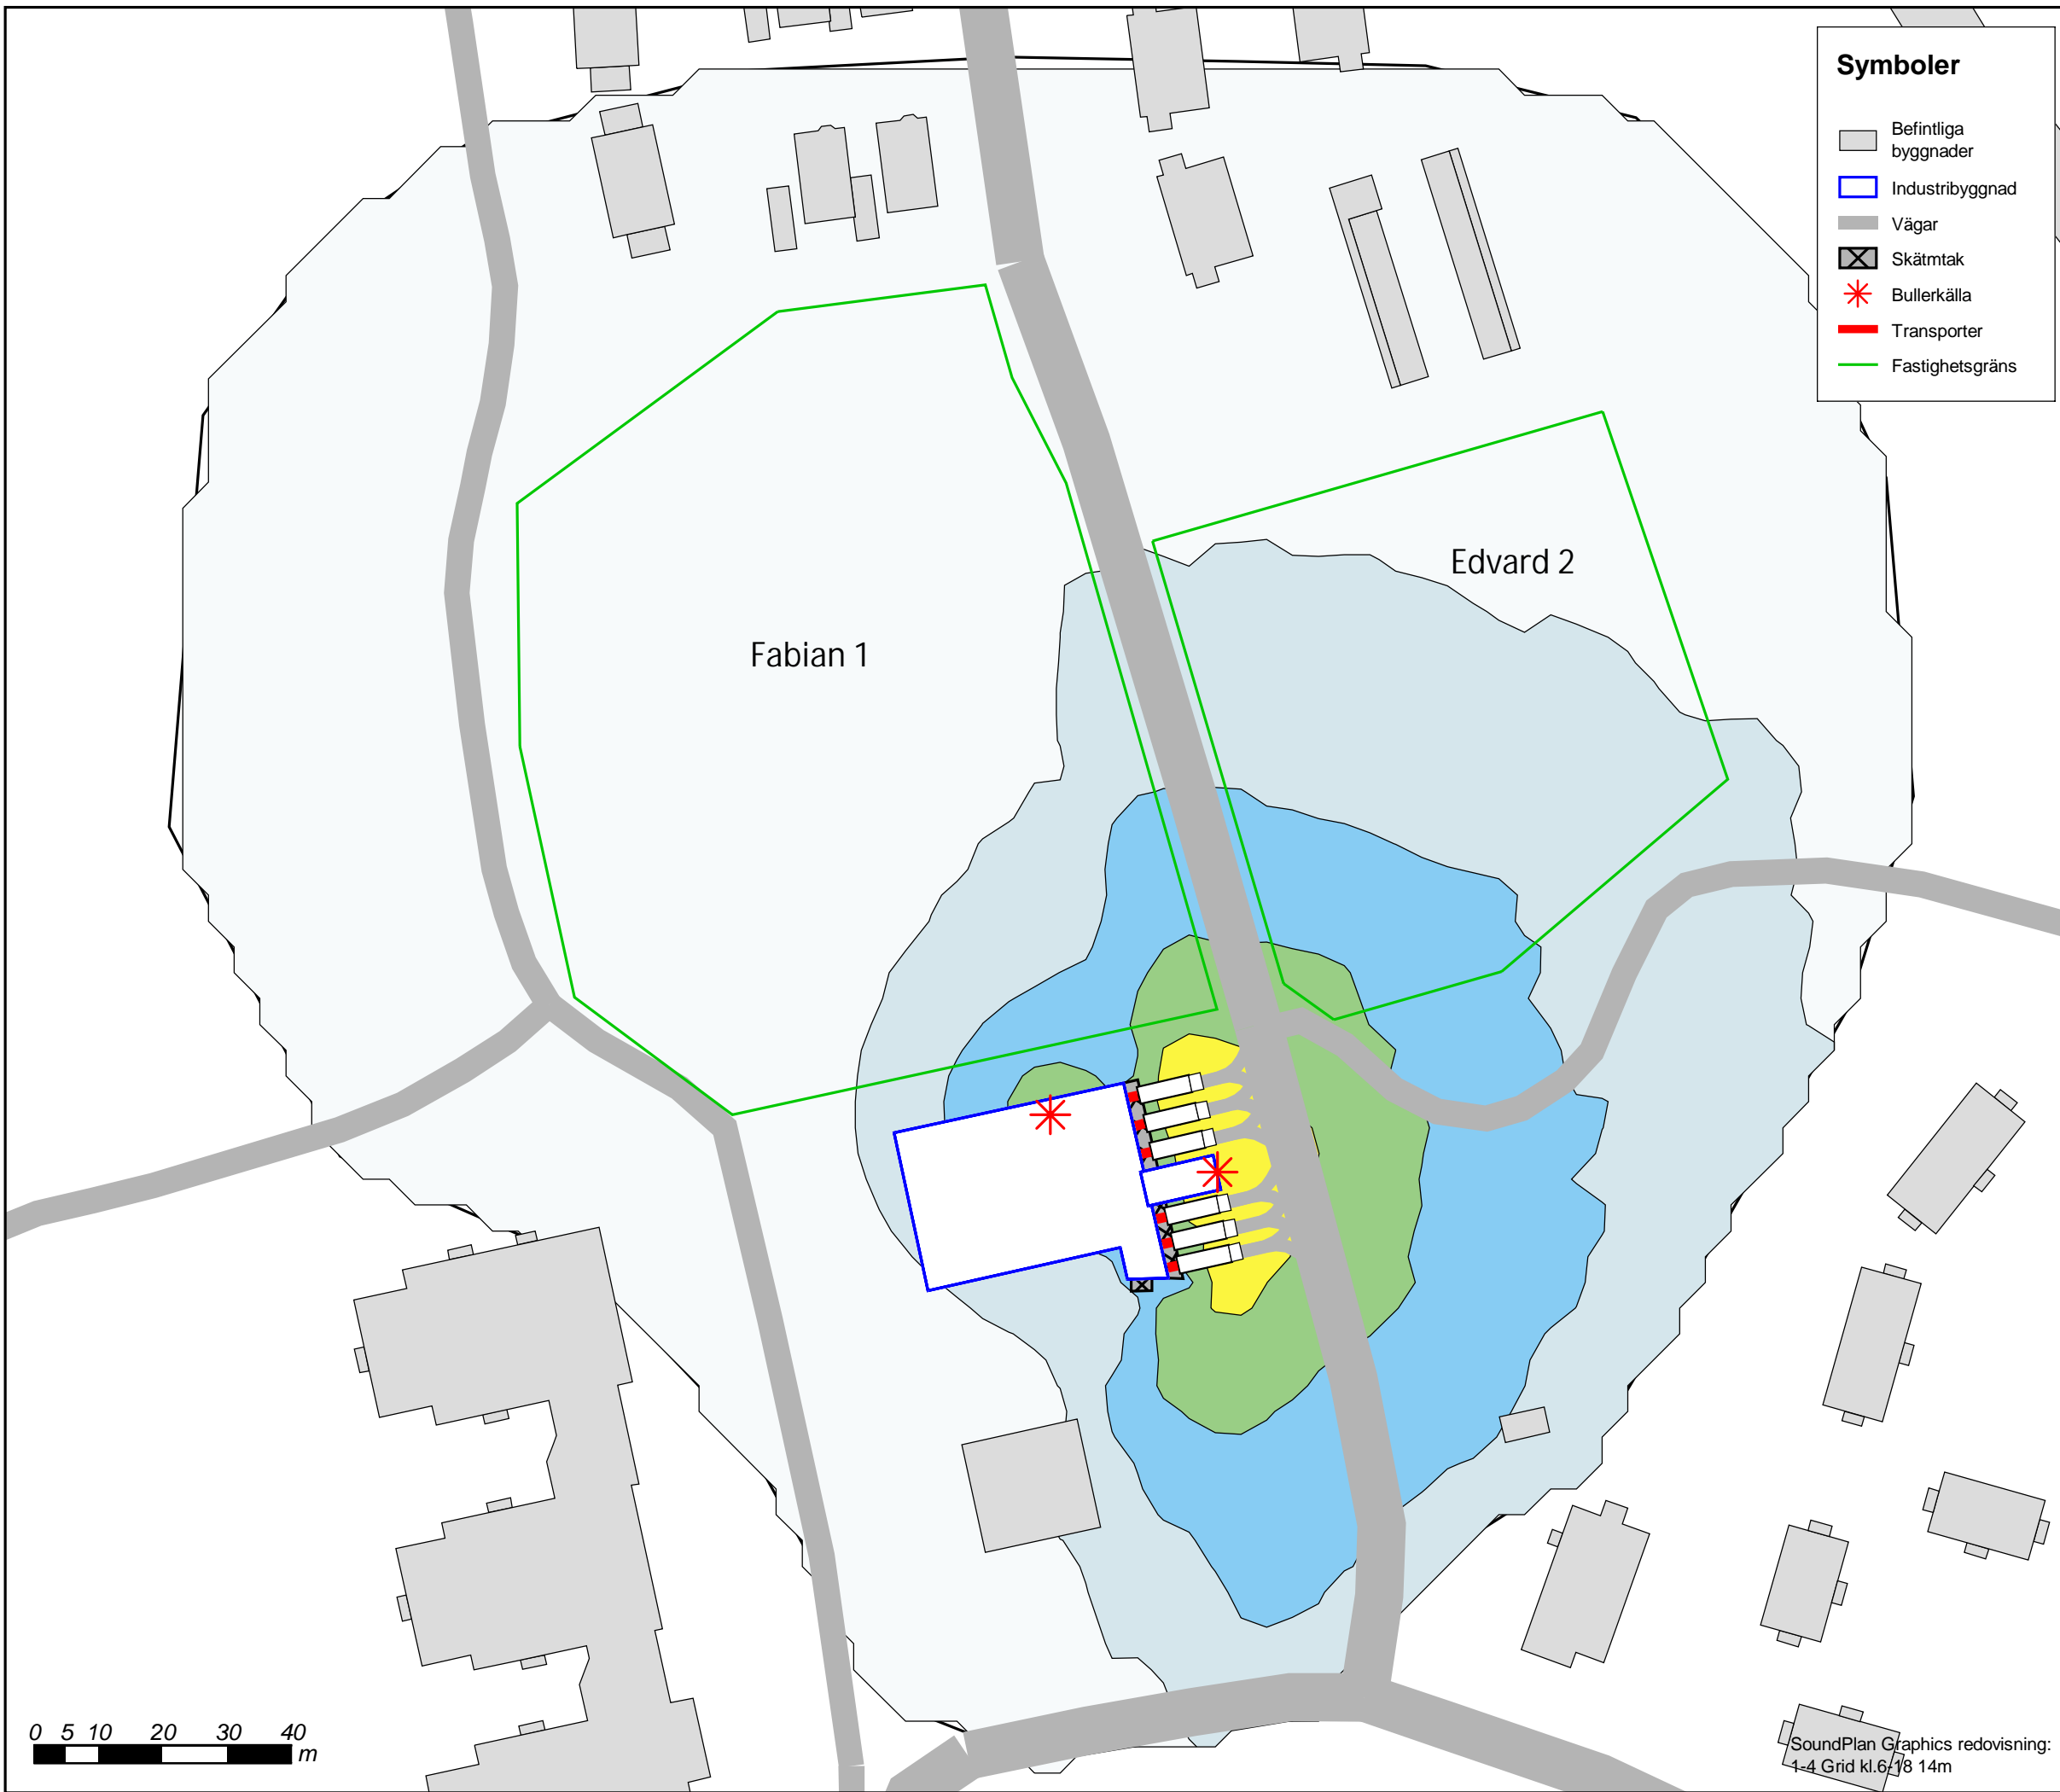 Symboler
Befintliga
byggnader
Industribyggnad
Vägar
Skätmtak
Bullerkälla
Transporter
Fastighetsgräns
Edvard 2
Fabian 1
0 5 10 20 30 40
m
SoundPlan Graphics redovisning:
1-4 Grid kl.6-18 14m